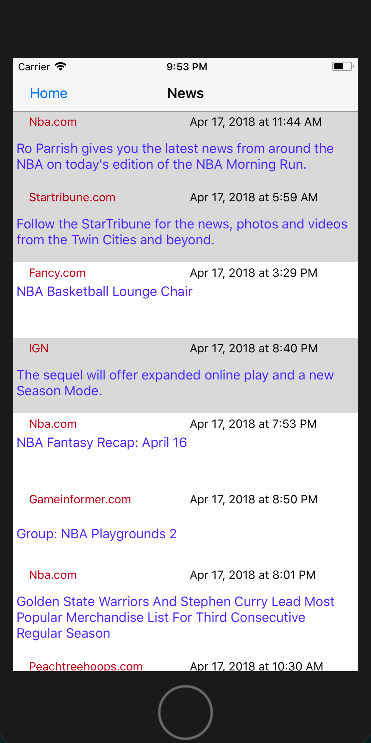 Carrier 9:53 PM
Home News
Nba.com Apr 17, 2018 at 11:44 AM
Ro Parrish gives you the latest news from around the
NBA on today's edition of the NBA Morning Run.
Startribune.com Apr 17, 2018 at 5:59 AM
Follow the StarTribune for the news, photos and videos
from the Twin Cities and beyond.
Fancy.com Apr 17, 2018 at 3:29 PM
NBA Basketball Lounge Chair
IGN Apr 17, 2018 at 8:40 PM
The sequel will offer expanded online play and a new
Season Mode.
Nba.com Apr 17, 2018 at 7:53 PM
NBA Fantasy Recap: April 16
Gameinformer.com Apr 17, 2018 at 8:50 PM
Group: NBA Playgrounds 2
Nba.com Apr 17, 2018 at 8:01 PM
Golden State Warriors And Stephen Curry Lead Most
Popular Merchandise List For Third Consecutive
Regular Season
Peachtreehoops.com Apr 17, 2018 at 10:30 AM